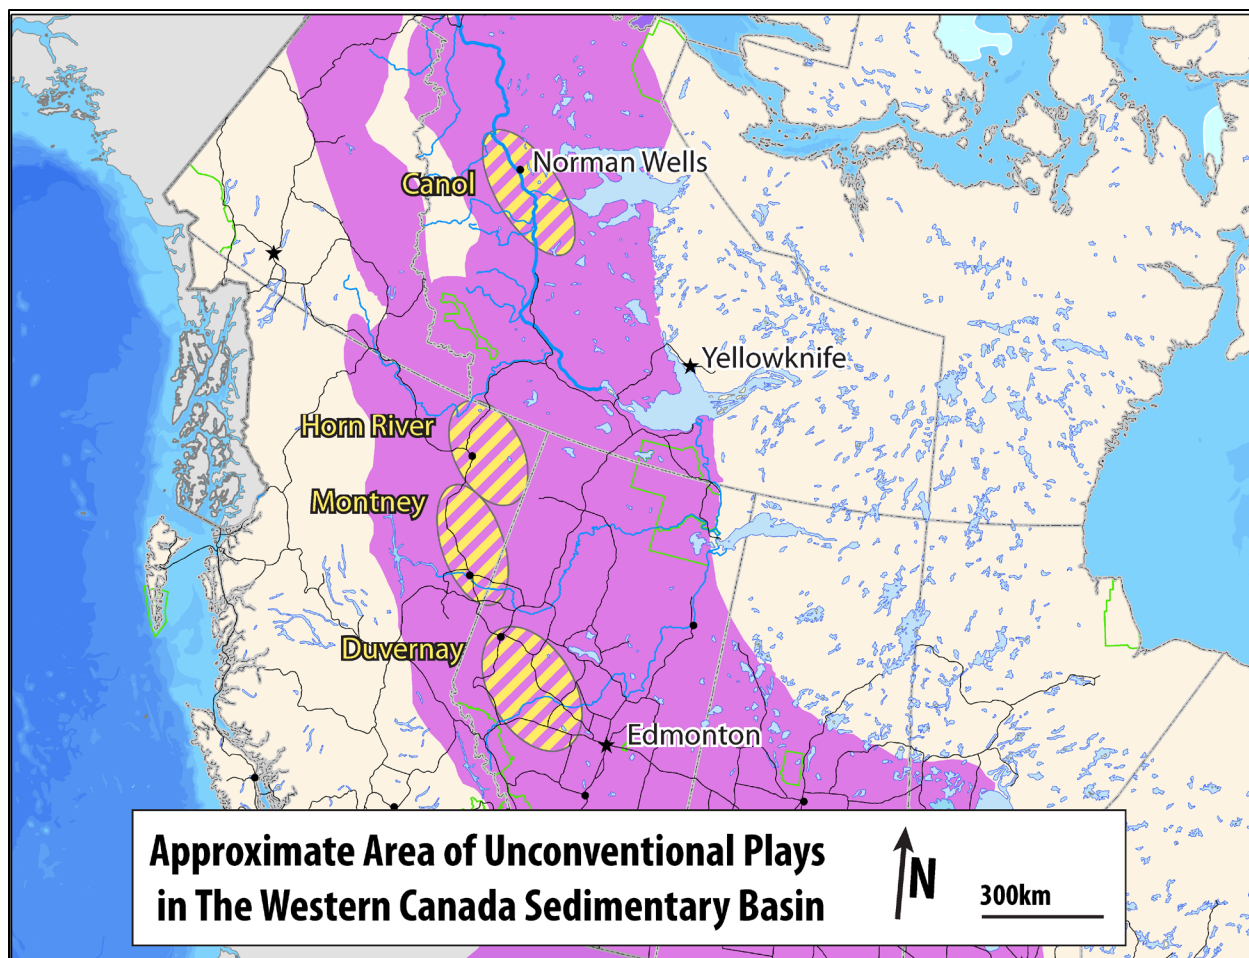 Norman Wells
Canol
Yellowknife
Horn River
Montney
Duvernay
Edmonton
Approximate Area of Unconventional Plays
in The Western Canada Sedimentary Basin
N
300km